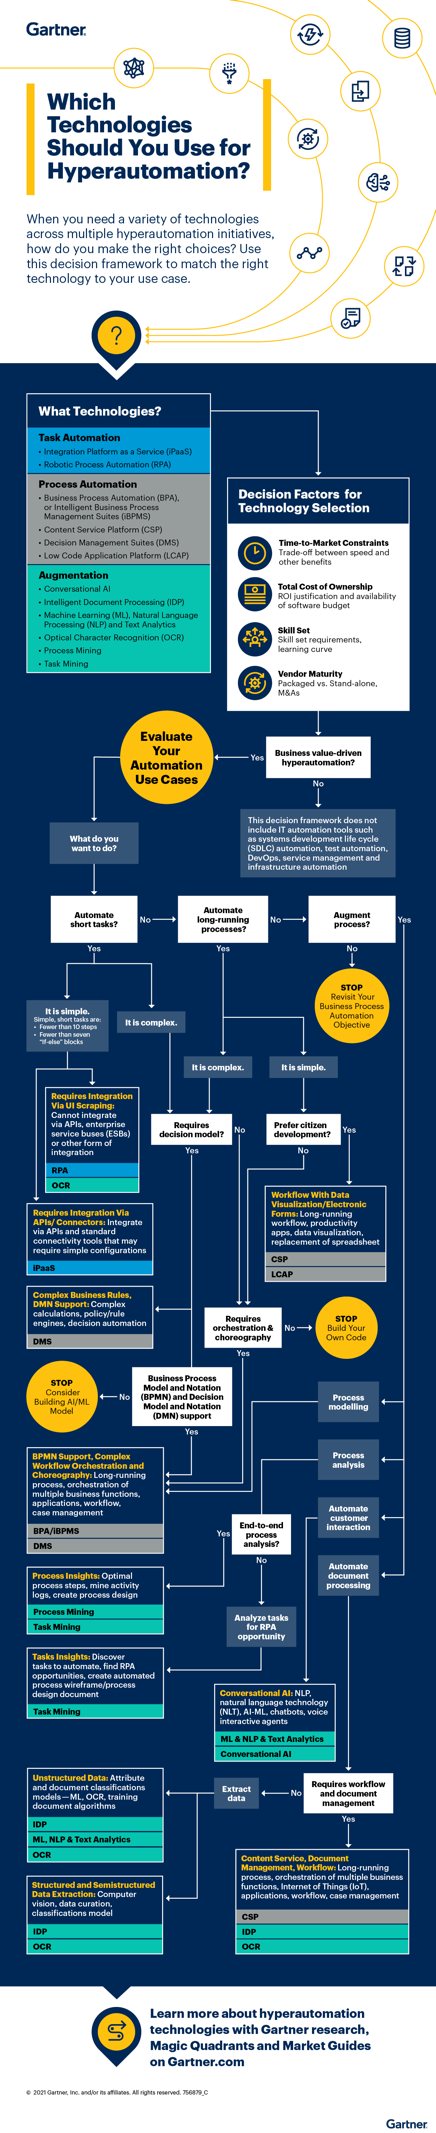 Gartner
Which
Technologies
Should You Use for
Hyperautomation?
When you need a variety of technologies
across multiple hyperautomation initiatives,
how do you make the right choices? Use
this decision framework to match the right
technology to your use case.
?
What Technologies?
Task Automation
• Integration Platform as a Service (iPaaS)
• Robotic Process Automation (RPA)
Process Automation
• Business Process Automation (BPA),
or Intelligent Business Process
Management Suites (iBPMS)
• Content Service Platform (CSP)
• Decision Management Suites (DMS)
• Low Code Application Platform (LCAP)
Augmentation
• Conversational AI
• Intelligent Document Processing (IDP)
• Machine Learning (ML), Natural Language
Processing (NLP) and Text Analytics
• Optical Character Recognition (OCR)
• Process Mining
• Task Mining
Decision Factors for
Technology Selection
Time-to-Market Constraints
Trade-off between speed and
other benefits
Total Cost of Ownership
ROI justification and availability
of software budget
Skill Set
Skill set requirements,
learning curve
Vendor Maturity
Packaged vs. Stand-alone,
M&As
Evaluate
Your
Automation
Use Cases
Yes
Business value-driven
hyperautomation?
No
This decision framework does not
include IT automation tools such
as systems development life cycle
(SDLC) automation, test automation,
DevOps, service management and
infrastructure automation
What do you
want to do?
Automate
short tasks?
No
Automate
long-running
processes?
No
Augment
process?
Yes
Yes
Yes
No
STOP
Revisit Your
Business Process
Automation
Objective
It is simple.
Simple, short tasks are:
• Fewer than 10 steps
• Fewer than seven
"If-else" blocks
It is complex.
It is complex.
It is simple.
Requires Integration
Via UI Scraping:
Cannot integrate
via APIs, enterprise
service buses (ESBs)
or other form of
integration
RPA
OCR
Requires
decision model?
No
Yes
Prefer citizen
development?
Yes
No
Requires Integration Via
APIs/ Connectors: Integrate
via APIs and standard
connectivity tools that may
require simple configurations
iPaaS
Workflow With Data
Visualization/Electronic
Forms: Long-running
workflow, productivity
apps, data visualization,
replacement of spreadsheet
CSP
LCAP
Complex Business Rules,
DMN Support: Complex
calculations, policy/rule
engines, decision automation
DMS
Requires
orchestration &
choreography
No
STOP
Build Your
Own Code
Yes
STOP
Consider
Building AI/ML
Model
No
Business Process
Model and Notation
(BPMN) and Decision
Model and Notation
(DMN) support
Yes
Process
modelling
BPMN Support, Complex
Workflow Orchestration and
Choreography: Long-running
process, orchestration of
multiple business functions,
applications, workflow,
case management
BPA/iBPMS
DMS
Process
analysis
Automate
customer
interaction
Yes
End-to-end
process
analysis?
No
Automate
document
processing
Process Insights: Optimal
process steps, mine activity
logs, create process design
Process Mining
Task Mining
Analyze tasks
for RPA
opportunity
Tasks Insights: Discover
tasks to automate, find RPA
opportunities, create automated
process wireframe/process
design document
Task Mining
Conversational AI: NLP,
natural language technology
(NLT), AI-ML, chatbots, voice
interactive agents
ML & NLP & Text Analytics
Conversational AI
Unstructured Data: Attribute
and document classifications
models—ML, OCR, training
document algorithms
IDP
ML, NLP & Text Analytics
OCR
Extract
data
No
Requires workflow
and document
management
Yes
Structured and Semistructured
Data Extraction: Computer
vision, data curation,
classifications model
IDP
OCR
Content Service, Document
Management, Workflow: Long-running
process, orchestration of multiple business
functions, Internet of Things (IoT),
applications, workflow, case management
CSP
IDP
OCR
Learn more about hyperautomation
technologies with Gartner research,
Magic Quadrants and Market Guides
on Gartner.com
© 2021 Gartner, Inc. and/or its affiliates. All rights reserved. 756879_C
Gartner